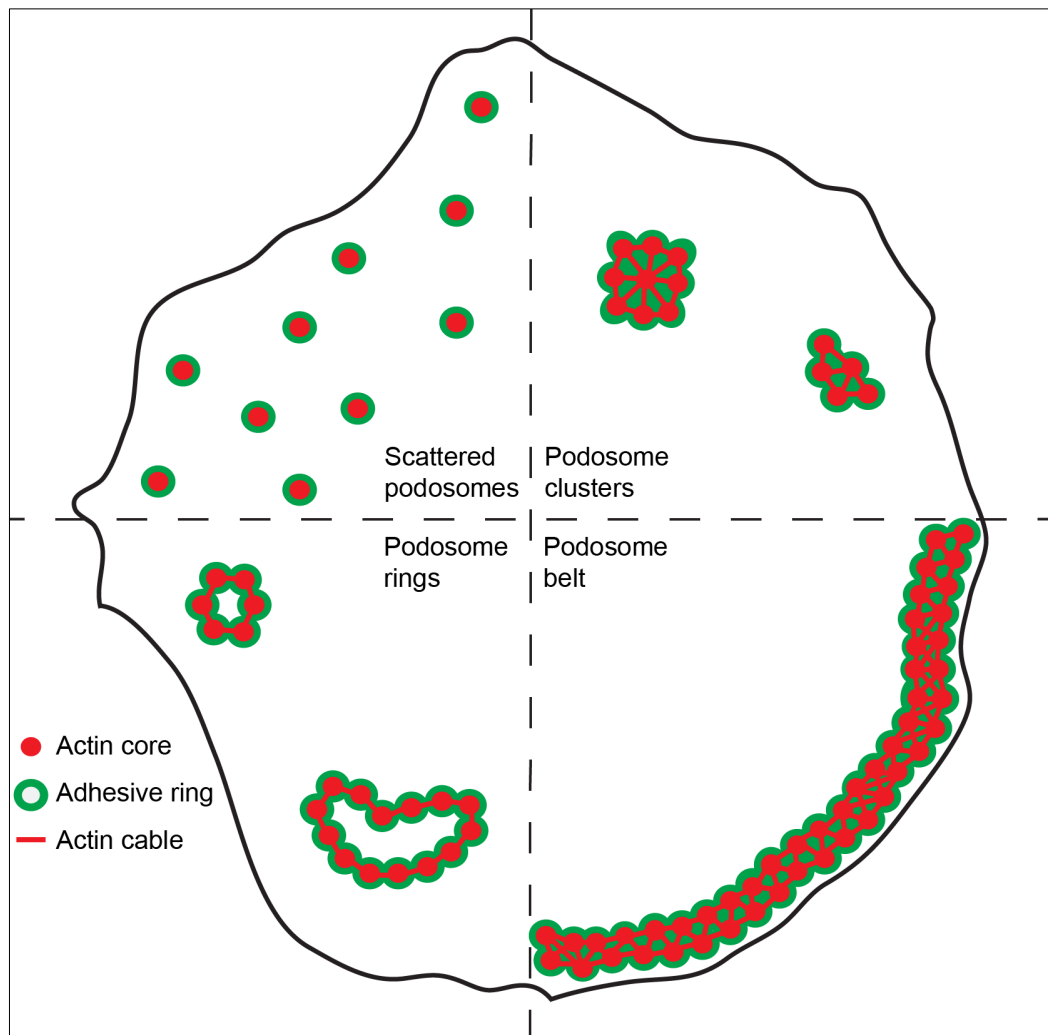 Scattered
podosomes
Podosome
clusters
Podosome
rings
Podosome
belt
Actin core
Adhesive ring
Actin cable